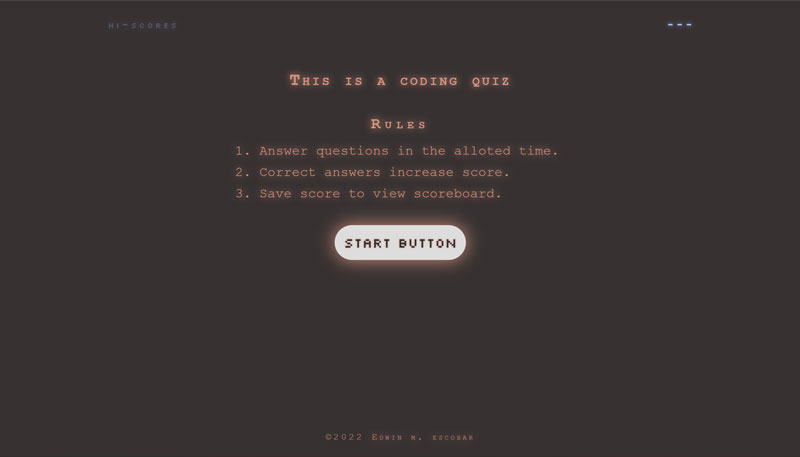 HI-SCORES
---
This is a coding quiz
Rules
1. Answer questions in the alloted time.
2. Correct answers increase score.
3. Save score to view scoreboard.
START BUTTON
©2022 Edwin m. escobar